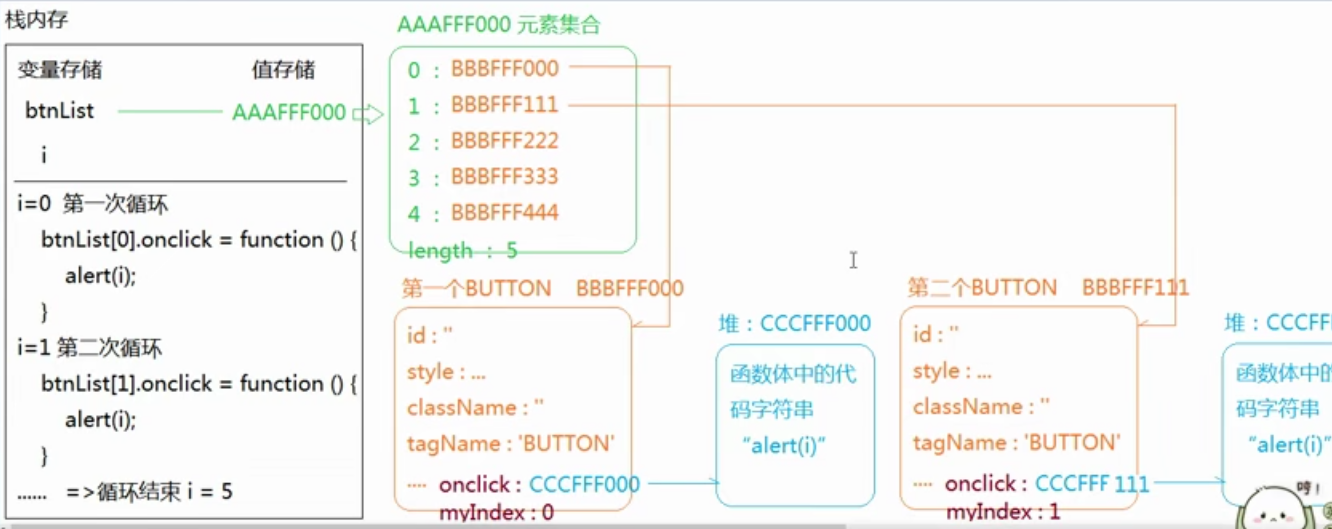 栈内存
变量存储 值存储
btnList AAAFFF000
i
i=0 第一次循环
btnList[0].onclick = function () {
alert(i);
}
i=1 第二次循环
btnList[1].onclick = function () {
alert(i);
}
...... =>循环结束 i = 5
AAAFFF000 元素集合
0 : BBBFFF000
1 : BBBFFF111
2 : BBBFFF222
3 : BBBFFF333
4 : BBBFFF444
length : 5
第一个BUTTON BBBFFF000
id : ''
style : ...
className : ''
tagName : 'BUTTON'
.... onclick : CCCFFF000
myIndex : 0
堆：CCCFFF000
函数体中的代
码字符串
“alert(i)”
第二个BUTTON BBBFFF111
id : ''
style : ...
className : ''
tagName : 'BUTTON'
.... onclick : CCCFFF 111
myIndex : 1
堆：CCCFF
函数体中的
码字符串
“alert(i)”
哼！